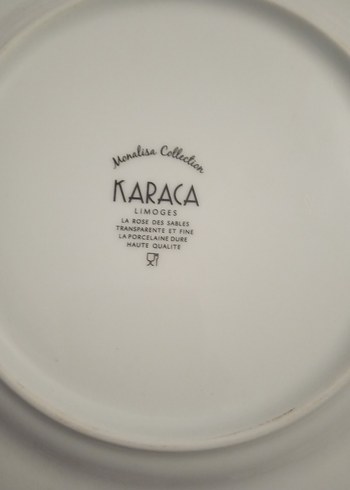 Monalisa Collection
KARACA
LIMOGES
LA ROSE DES SABLES
TRANSPARENTE ET FINE
LA PORCELAINE DURE
HAUTE QUALITE